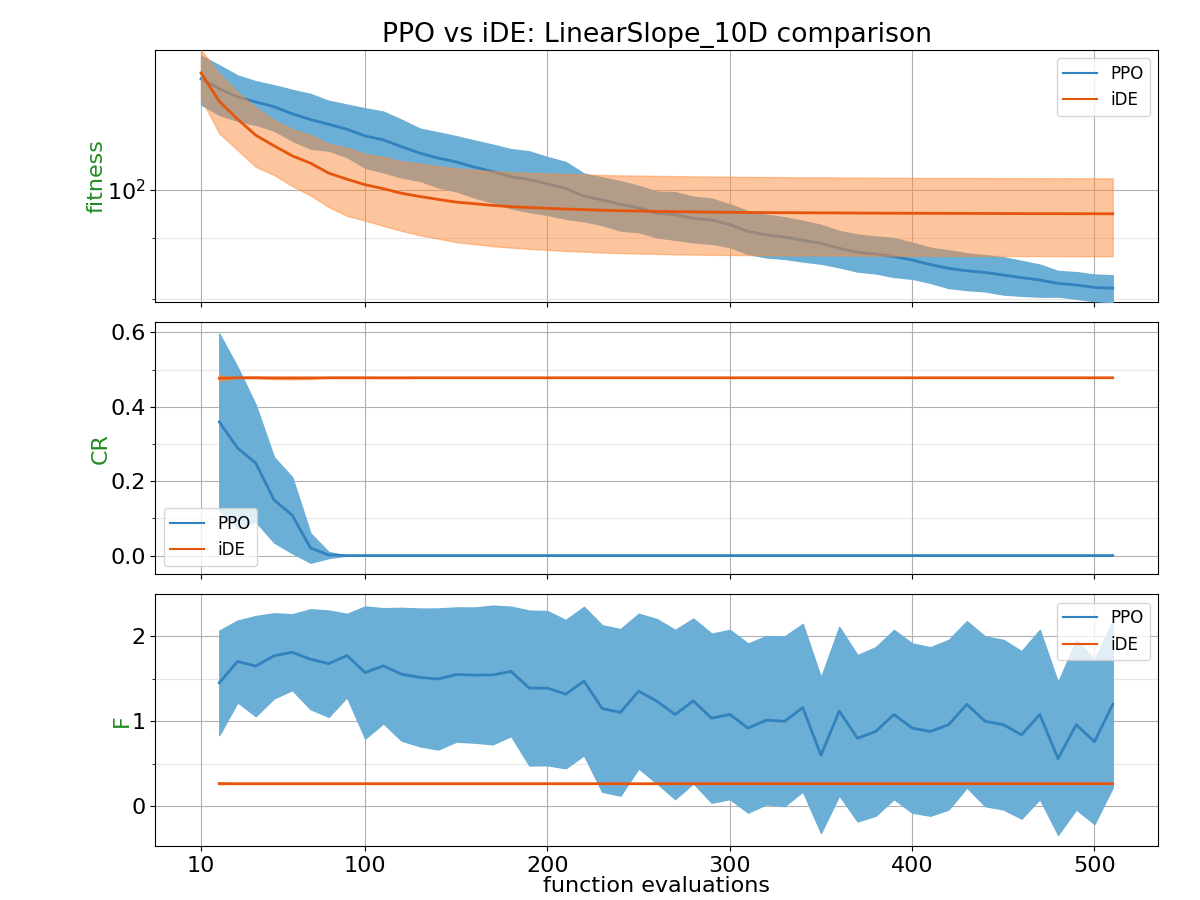 PPO vs iDE: LinearSlope_10D comparison
fitness
10²
PPO
iDE
CR
0.6
0.4
0.2
0.0
PPO
iDE
F
2
1
0
PPO
iDE
10 100 200 300 400 500
function evaluations